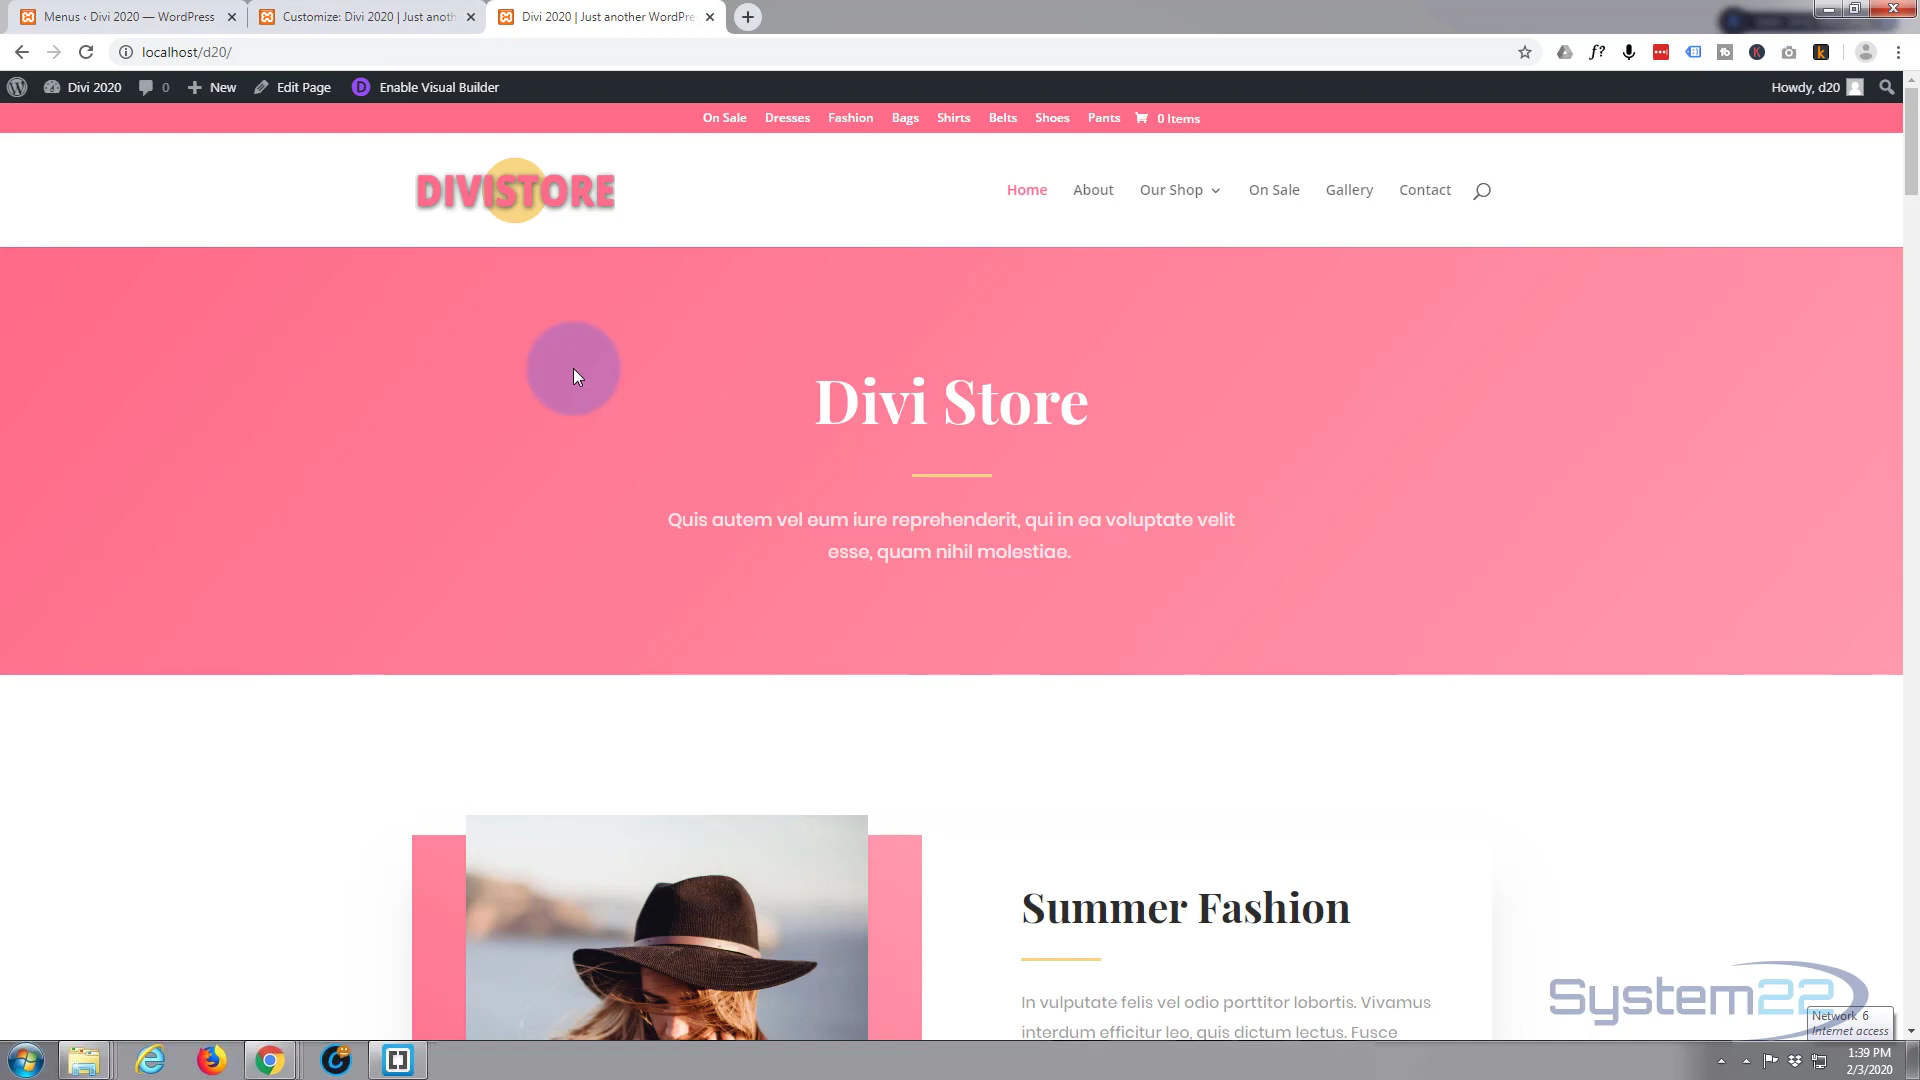 Menus ‹ Divi 2020 — WordPress
Customize: Divi 2020 | Just anoth
Divi 2020 | Just another WordPre
localhost/d20/
Divi 2020
0
New
Edit Page
Enable Visual Builder
Howdy, d20
On Sale Dresses Fashion Bags Shirts Belts Shoes Pants 0 Items
DIVISTORE
Home About Our Shop On Sale Gallery Contact
Divi Store
Quis autem vel eum iure reprehenderit, qui in ea voluptate velit
esse, quam nihil molestiae.
Summer Fashion
In vulputate felis vel odio porttitor lobortis. Vivamus
interdum efficitur leo, quis dictum lectus. Fusce
System22
Network 6
Internet access
1:39 PM
2/3/2020